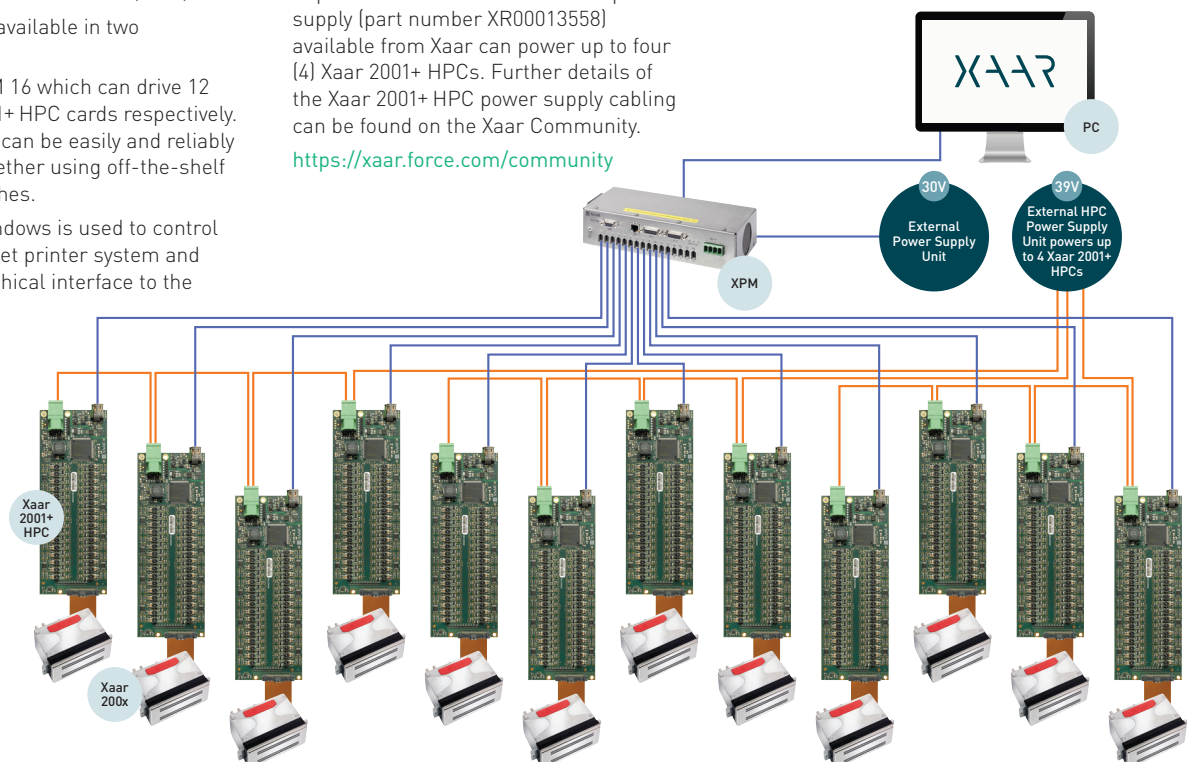 available in two
M 16 which can drive 12
1+ HPC cards respectively.
can be easily and reliably
ether using off-the-shelf
hes.
ndows is used to control
et printer system and
hical interface to the
supply (part number XR00013558)
available from Xaar can power up to four
(4) Xaar 2001+ HPCs. Further details of
the Xaar 2001+ HPC power supply cabling
can be found on the Xaar Community.
https://xaar.force.com/community
XAAR
PC
30V
External
Power Supply
Unit
39V
External HPC
Power Supply
Unit powers up
to 4 Xaar 2001+
HPCs
XPM
Xaar
2001+
HPC
Xaar
200x